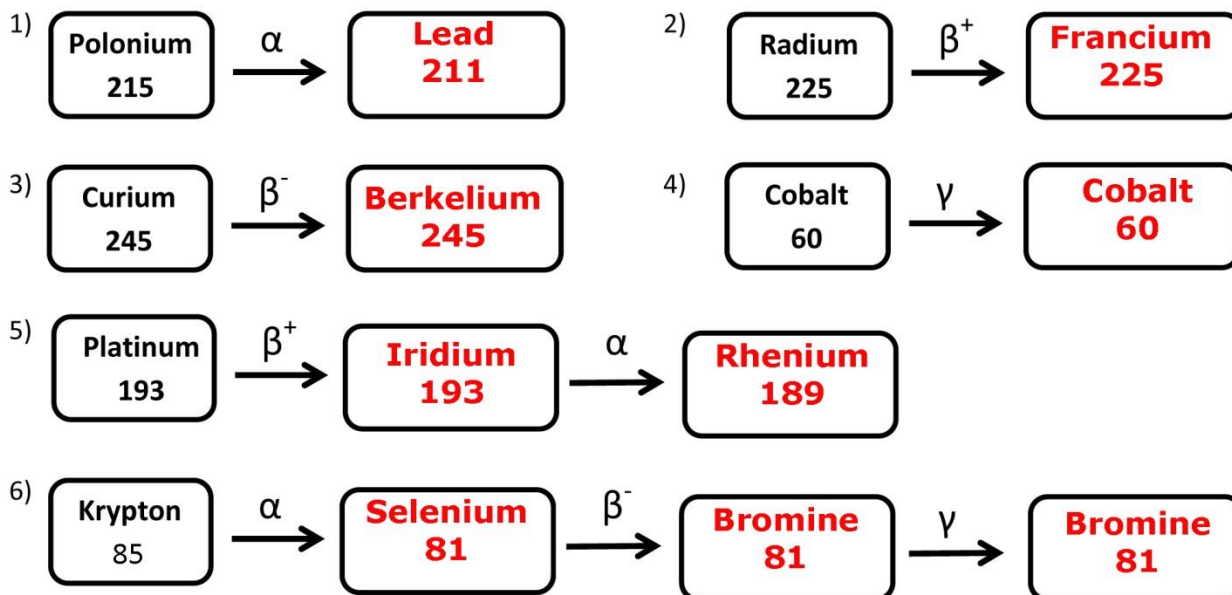 1)
Polonium
215
α
Lead
211
2)
Radium
225
β⁺
Francium
225
3)
Curium
245
β⁻
Berkelium
245
4)
Cobalt
60
γ
Cobalt
60
5)
Platinum
193
β⁺
Iridium
193
α
Rhenium
189
6)
Krypton
85
α
Selenium
81
β⁻
Bromine
81
γ
Bromine
81